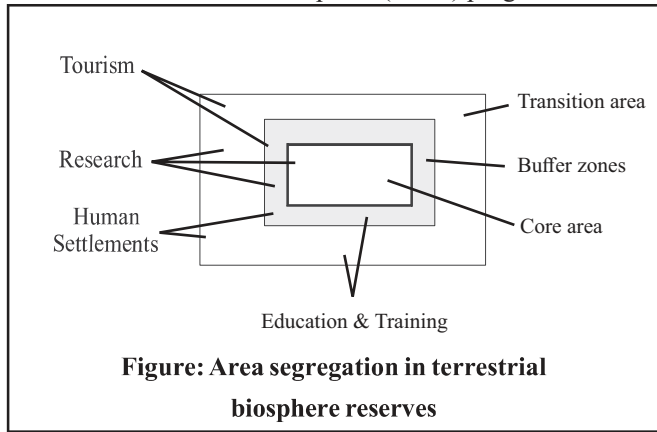 Tourism
Transition area
Research
Buffer zones
Human
Settlements
Core area
Education & Training
Figure: Area segregation in terrestrial
biosphere reserves